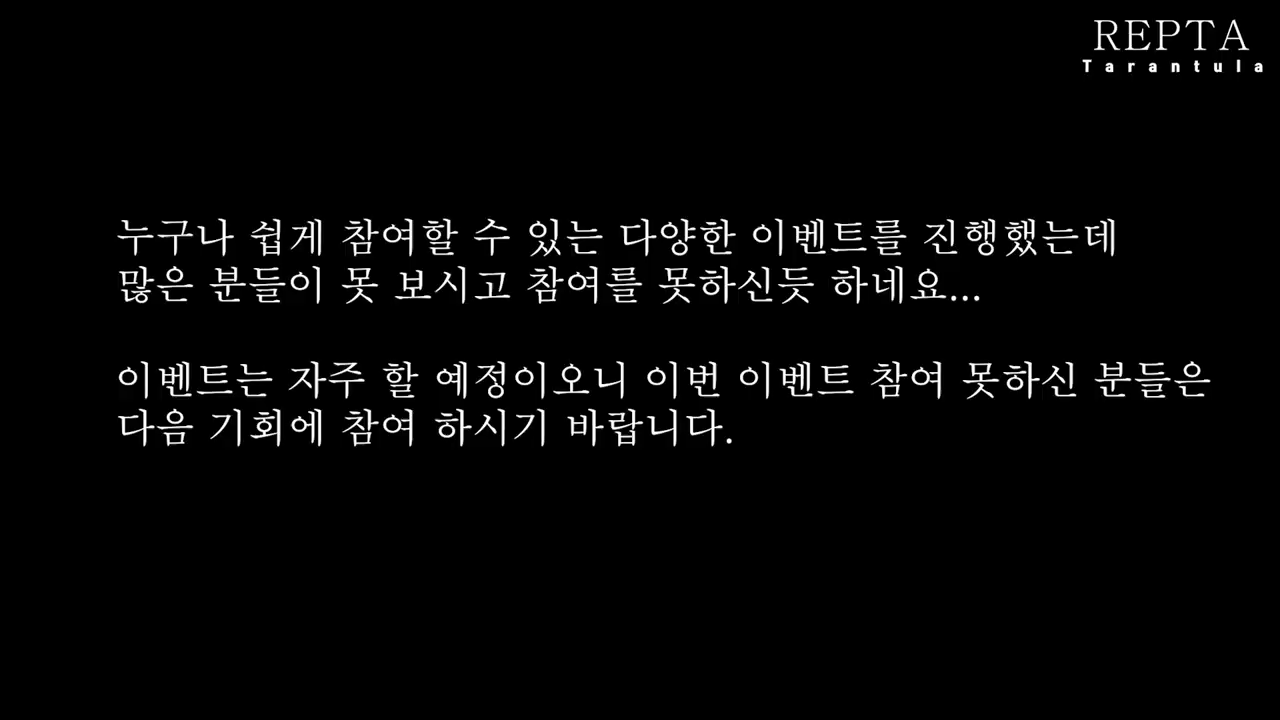 REPTA
Tarantula
누구나 쉽게 참여할 수 있는 다양한 이벤트를 진행했는데
많은 분들이 못 보시고 참여를 못하신듯 하네요...
이벤트는 자주 할 예정이오니 이번 이벤트 참여 못하신 분들은
다음 기회에 참여 하시기 바랍니다.